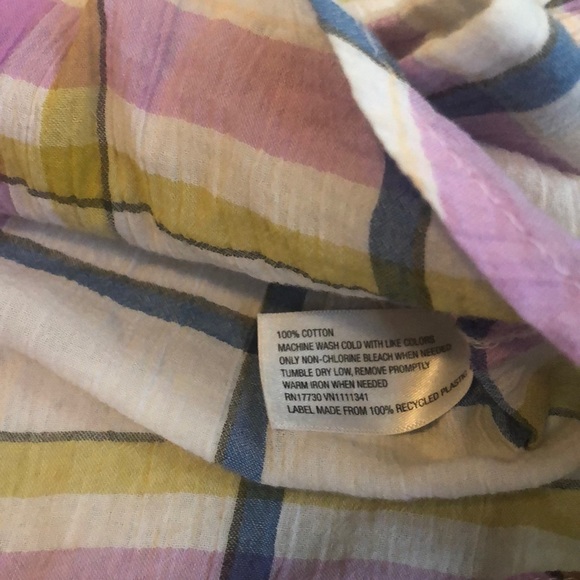 100% COTTON
MACHINE WASH COLD WITH LIKE COLORS
ONLY NON-CHLORINE BLEACH WHEN NEEDED
TUMBLE DRY LOW, REMOVE PROMPTLY
WARM IRON WHEN NEEDED
RN17730 VN1111341
LABEL MADE FROM 100% RECYCLED PLASTIC